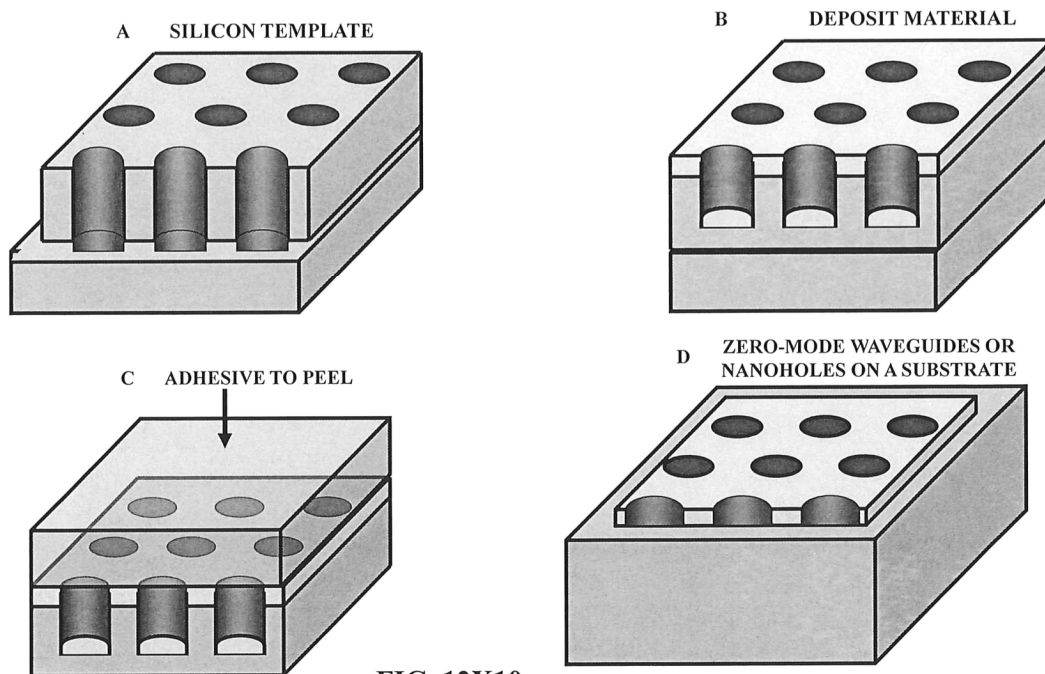 A SILICON TEMPLATE
B DEPOSIT MATERIAL
C ADHESIVE TO PEEL
D ZERO-MODE WAVEGUIDES OR
NANOHOLES ON A SUBSTRATE